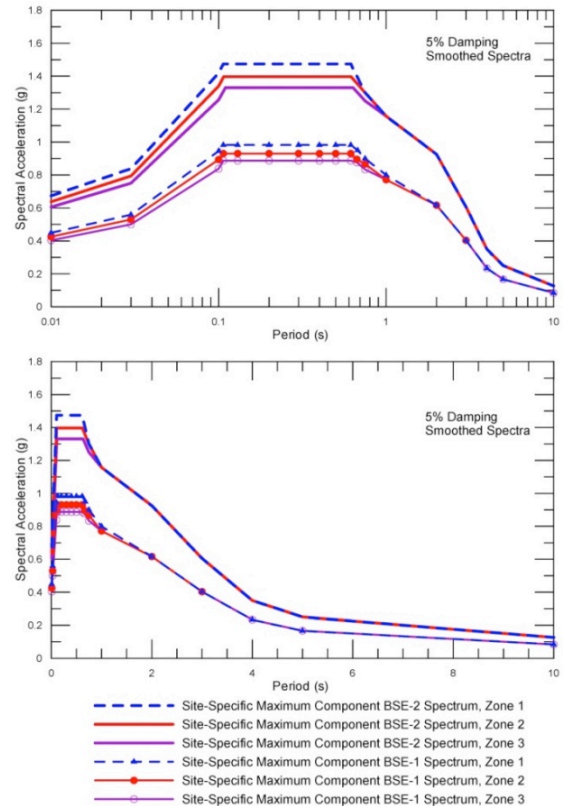 1.8
1.6
1.4
1.2
1
0.8
0.6
0.4
0.2
0
Spectral Acceleration (g)
5% Damping
Smoothed Spectra
0.01 0.1 1 10
Period (s)
1.8
1.6
1.4
1.2
1
0.8
0.6
0.4
0.2
0
Spectral Acceleration (g)
5% Damping
Smoothed Spectra
0 2 4 6 8 10
Period (s)
Site-Specific Maximum Component BSE-2 Spectrum, Zone 1
Site-Specific Maximum Component BSE-2 Spectrum, Zone 2
Site-Specific Maximum Component BSE-2 Spectrum, Zone 3
Site-Specific Maximum Component BSE-1 Spectrum, Zone 1
Site-Specific Maximum Component BSE-1 Spectrum, Zone 2
Site-Specific Maximum Component BSE-1 Spectrum, Zone 3